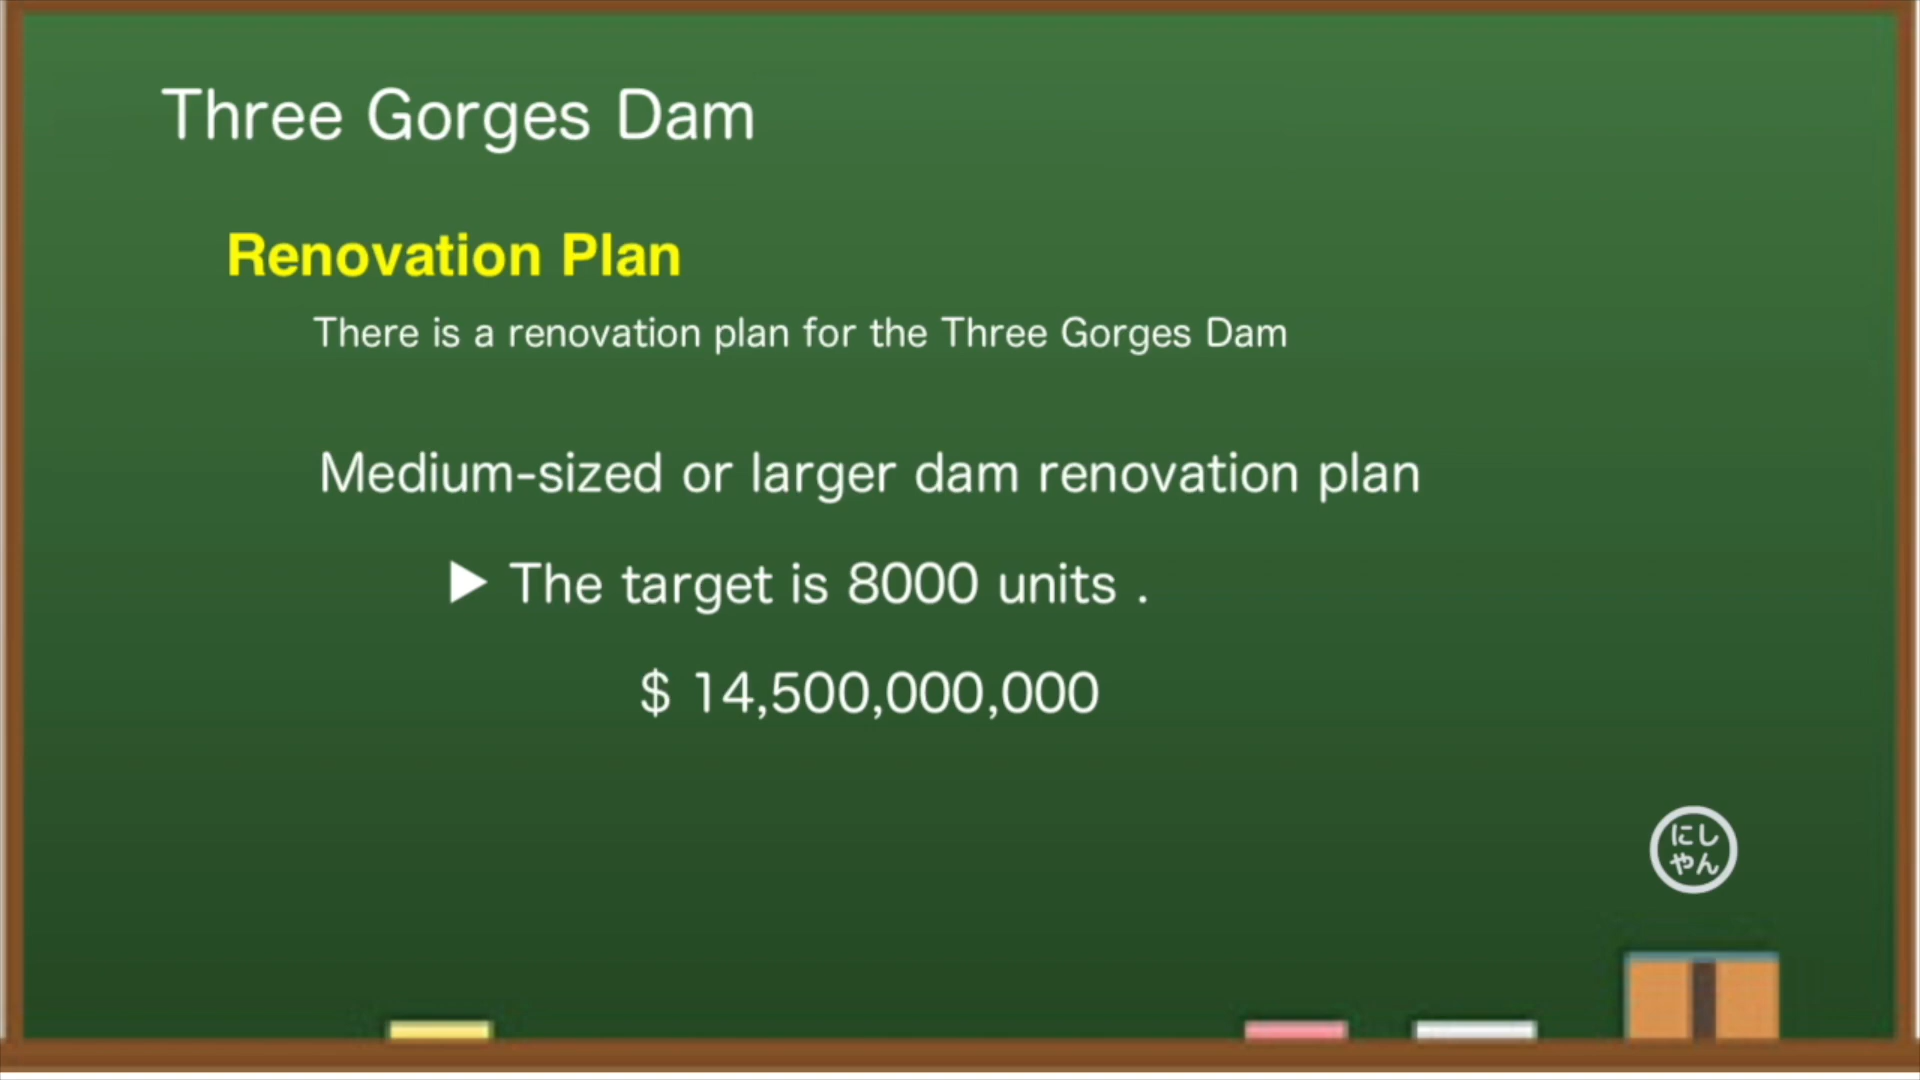 Three Gorges Dam
Renovation Plan
There is a renovation plan for the Three Gorges Dam
Medium-sized or larger dam renovation plan
▶ The target is 8000 units .
$ 14,500,000,000
にし
やん